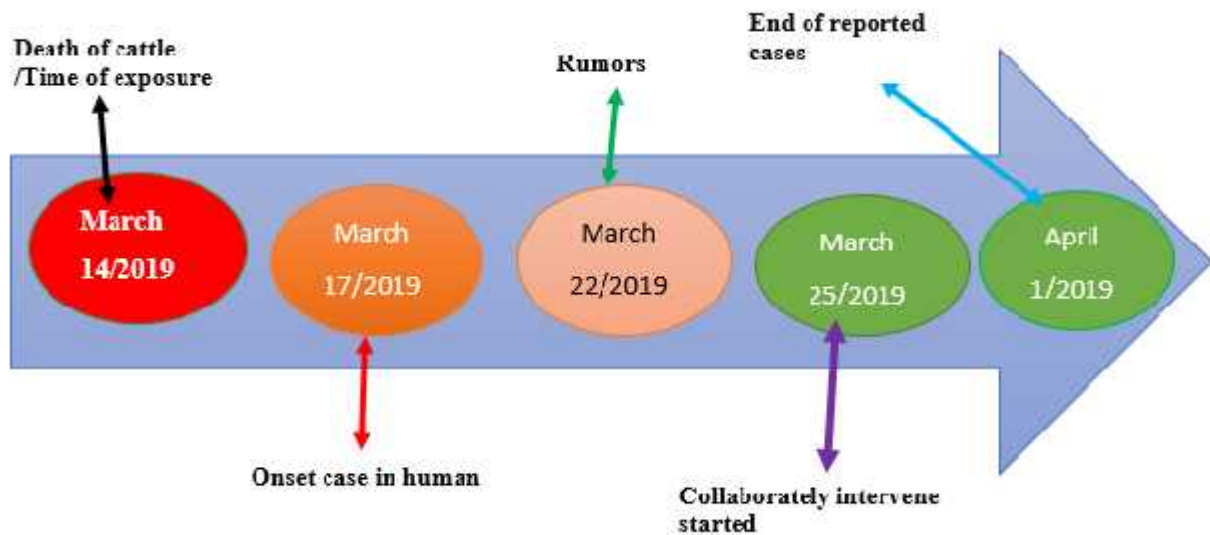 Death of cattle
/Time of exposure
Rumors
End of reported
cases
March
14/2019
March
17/2019
March
22/2019
March
25/2019
April
1/2019
Onset case in human
Collaborately intervene
started